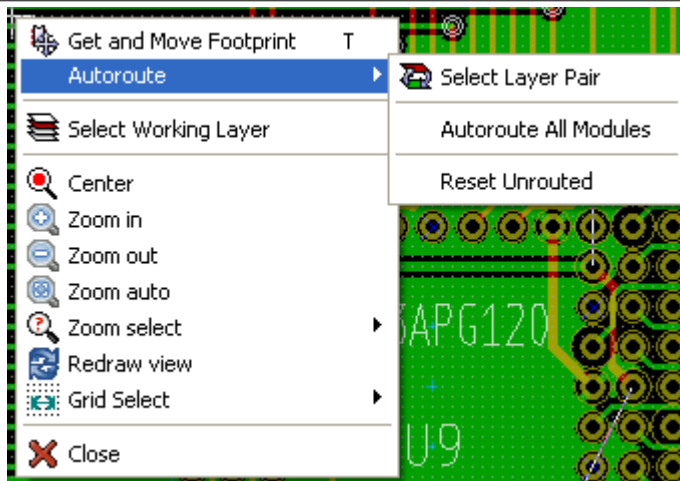 Get and Move Footprint T
Autoroute
Select Layer Pair
Select Working Layer
Autoroute All Modules
Reset Unrouted
Center
Zoom in
Zoom out
Zoom auto
Zoom select
Redraw view
Grid Select
Close
APG120
U9